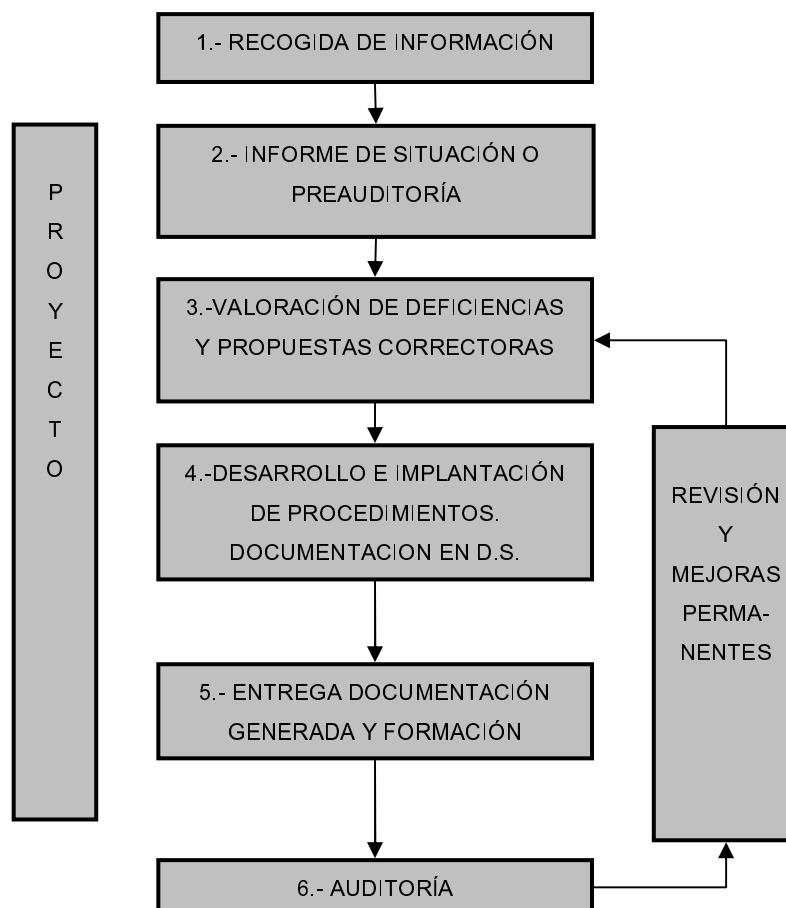 1.- RECOGIDA DE INFORMACIÓN
2.- INFORME DE SITUACIÓN O
PREAUDITORÍA
P
R
O
Y
E
C
T
O
3.-VALORACIÓN DE DEFICIENCIAS
Y PROPUESTAS CORRECTORAS
4.-DESARROLLO E IMPLANTACIÓN
DE PROCEDIMIENTOS.
DOCUMENTACION EN D.S.
REVISIÓN
Y
MEJORAS
PERMA-
NENTES
5.- ENTREGA DOCUMENTACIÓN
GENERADA Y FORMACIÓN
6.- AUDITORÍA